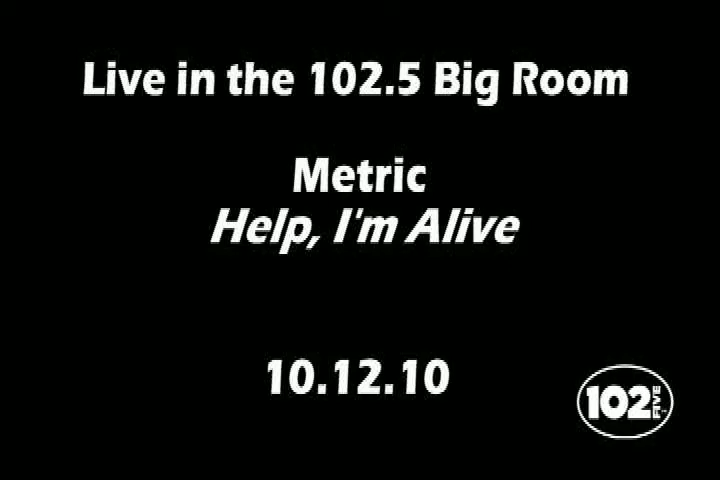 Live in the 102.5 Big Room
Metric
Help, I'm Alive
10.12.10
102 FIVE